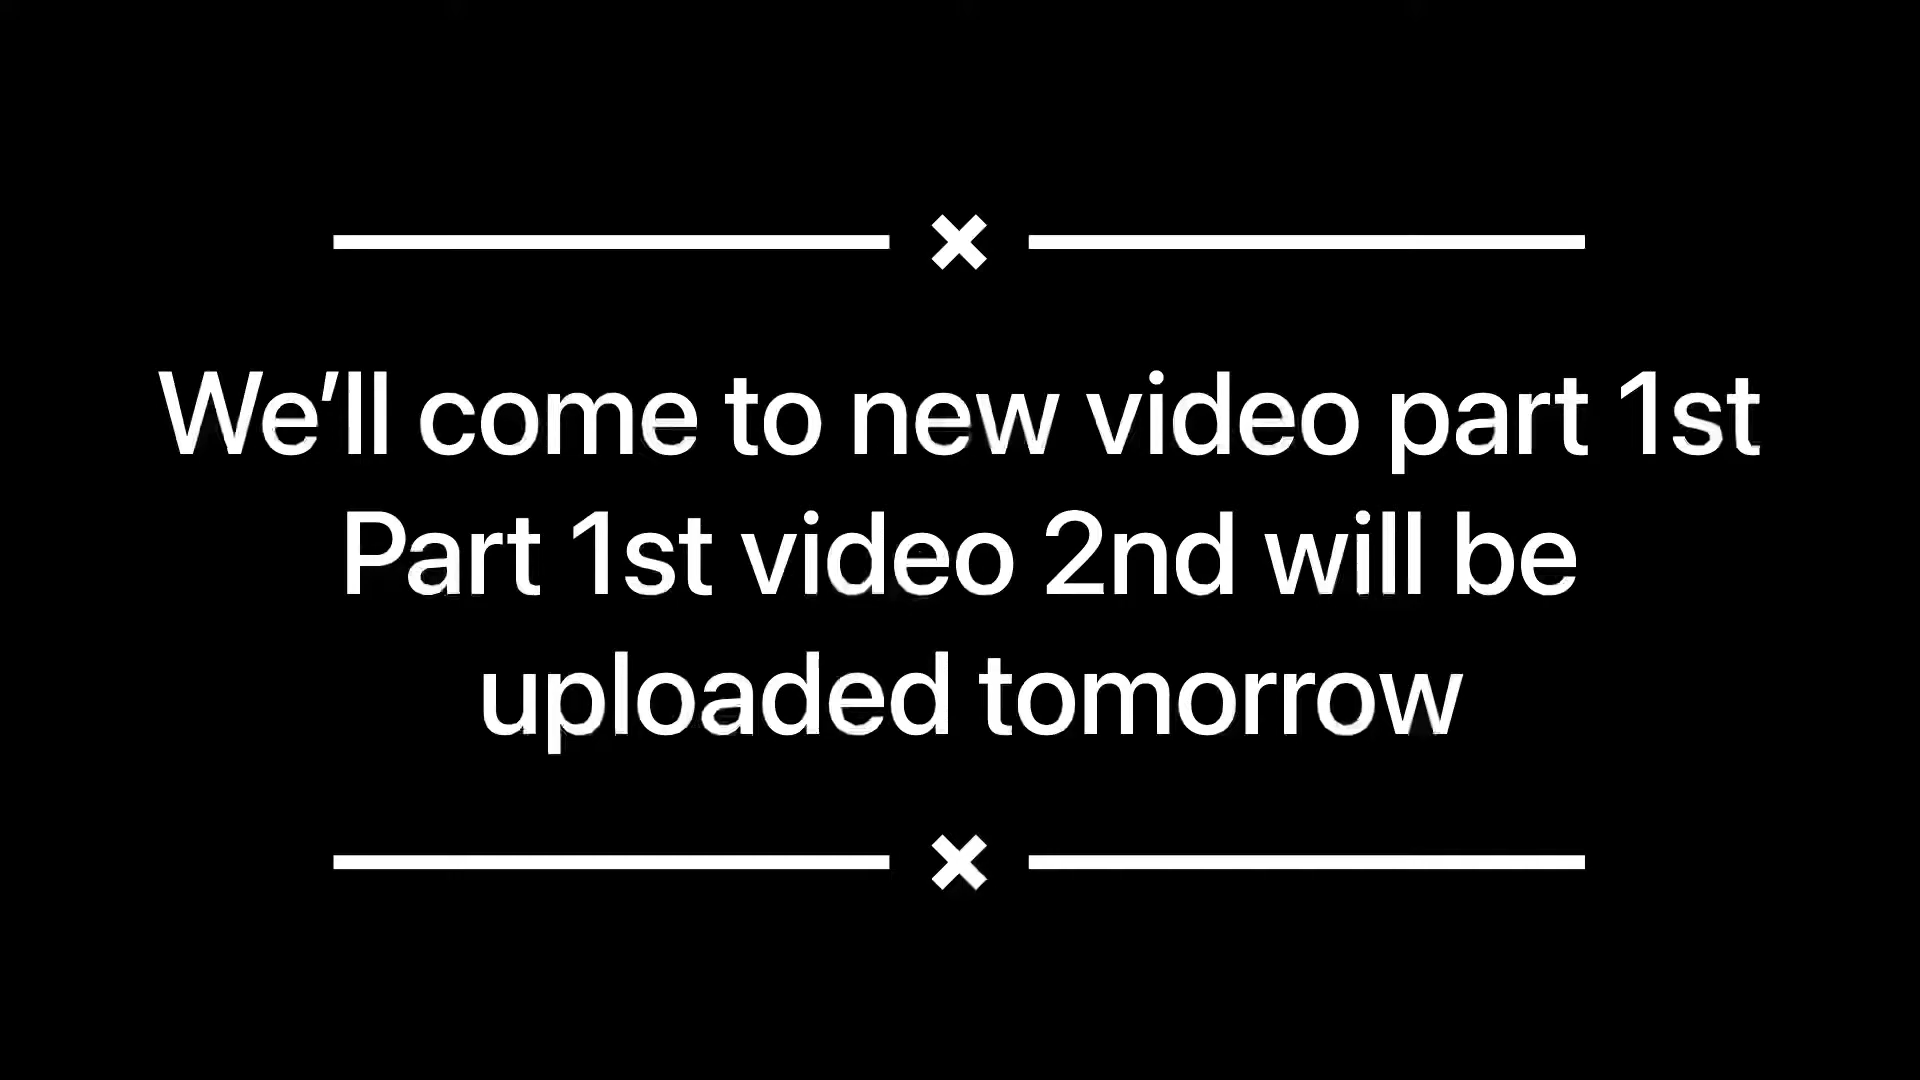 We’ll come to new video part 1st
Part 1st video 2nd will be
uploaded tomorrow